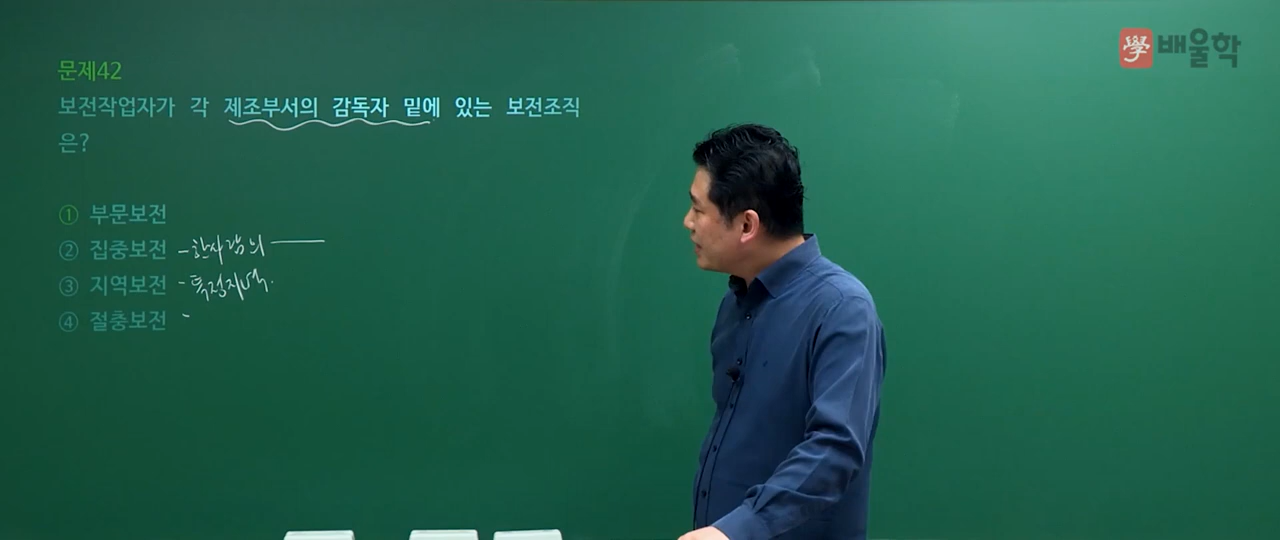 學 배울학
문제42
보전작업자가 각 제조부서의 감독자 밑에 있는 보전조직
은?
① 부문보전
② 집중보전 - 한사람의
③ 지역보전 - 특정지역.
④ 절충보전 -